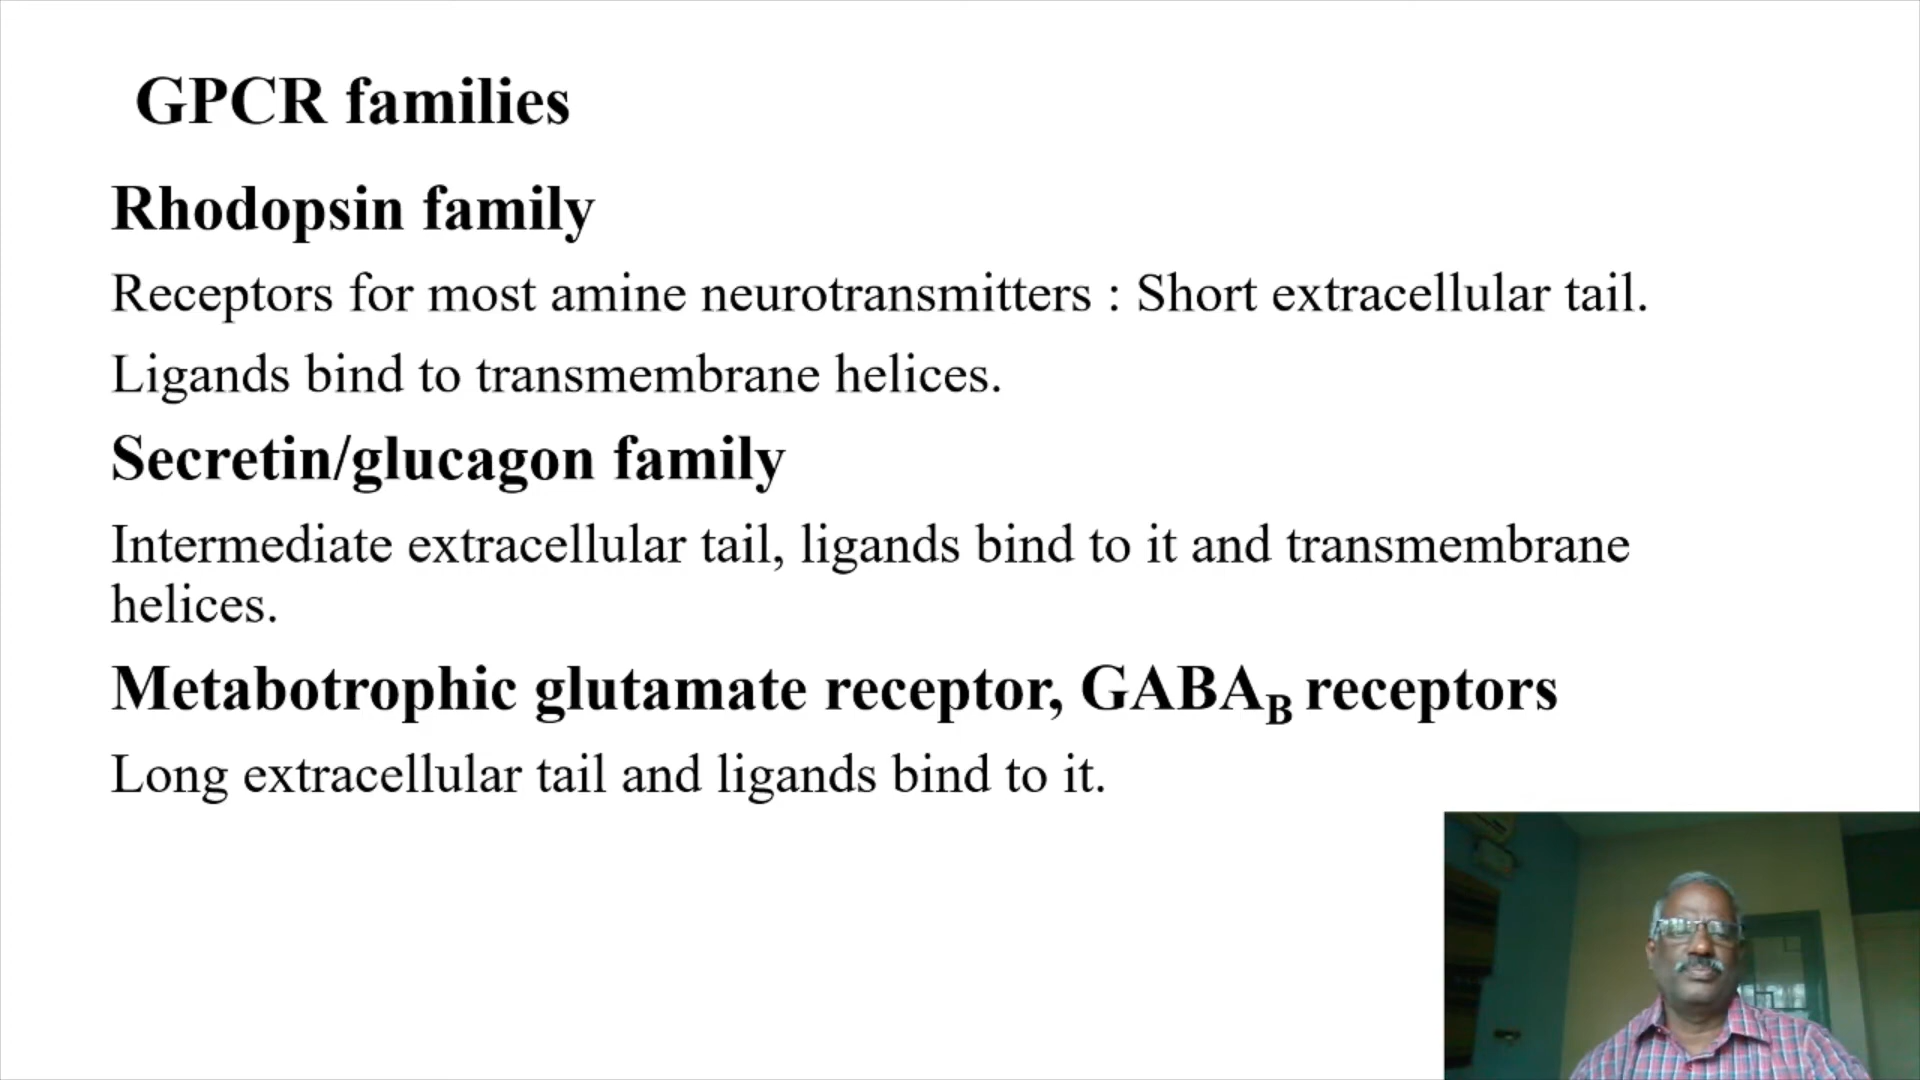 GPCR families
Rhodopsin family
Receptors for most amine neurotransmitters : Short extracellular tail.
Ligands bind to transmembrane helices.
Secretin/glucagon family
Intermediate extracellular tail, ligands bind to it and transmembrane
helices.
Metabotrophic glutamate receptor, GABAB receptors
Long extracellular tail and ligands bind to it.